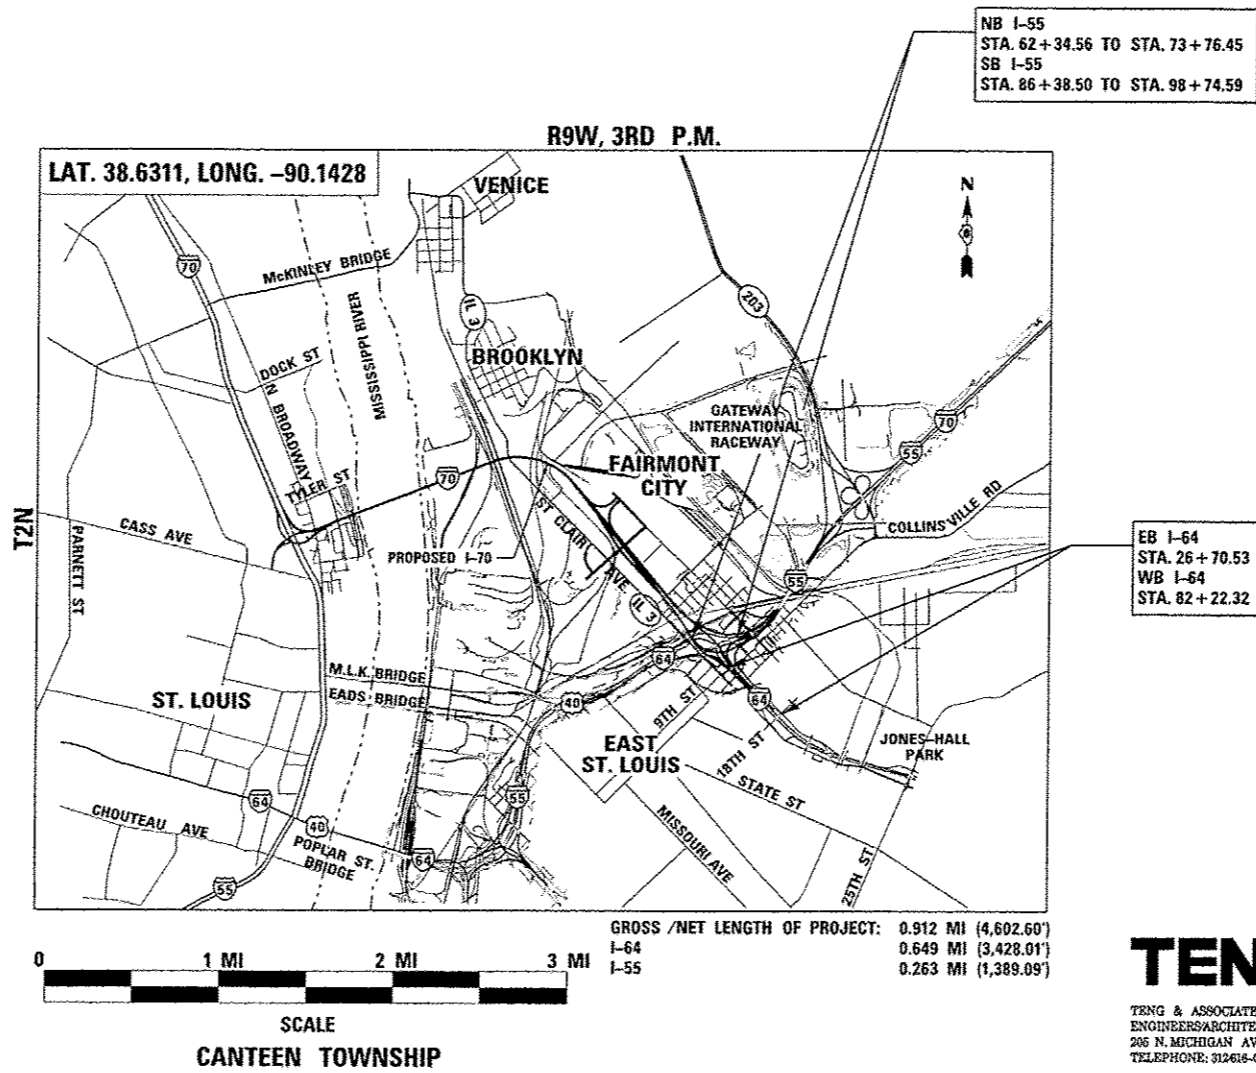 NB I-55
STA. 62+34.56 TO STA. 73+76.45
SB I-55
STA. 86+38.50 TO STA. 98+74.59
R9W, 3RD P.M.
LAT. 38.6311, LONG. -90.1428
VENICE
N
6
70
McKINLEY BRIDGE
MISSISSIPPI RIVER
IL 3
203
DOCK ST
N BROADWAY
BROOKLYN
GATEWAY
INTERNATIONAL
RACEWAY
70
55
TYLER ST
70
FAIRMONT
CITY
T2N
CASS AVE
PARNETT ST
PROPOSED I-70
ST CLAIR AVE
IL 3
COLLINSVILLE RD
55
EB I-64
STA. 26+70.53
WB I-64
STA. 82+22.32
M.L.K. BRIDGE
EADS BRIDGE
64
40
ST. LOUIS
9TH ST
64
EAST
ST. LOUIS
18TH ST
JONES-HALL
PARK
STATE ST
64
40
55
CHOUTEAU AVE
POPLAR ST.
BRIDGE
64
MISSOURI AVE
25TH ST
55
GROSS /NET LENGTH OF PROJECT: 0.912 MI (4,602.60')
I-64 0.649 MI (3,428.01')
I-55 0.263 MI (1,389.09')
0 1 MI 2 MI 3 MI
SCALE
CANTEEN TOWNSHIP
TEN
TENG & ASSOCIATE
ENGINEERS/ARCHITE
205 N. MICHIGAN AV
TELEPHONE: 312/616-